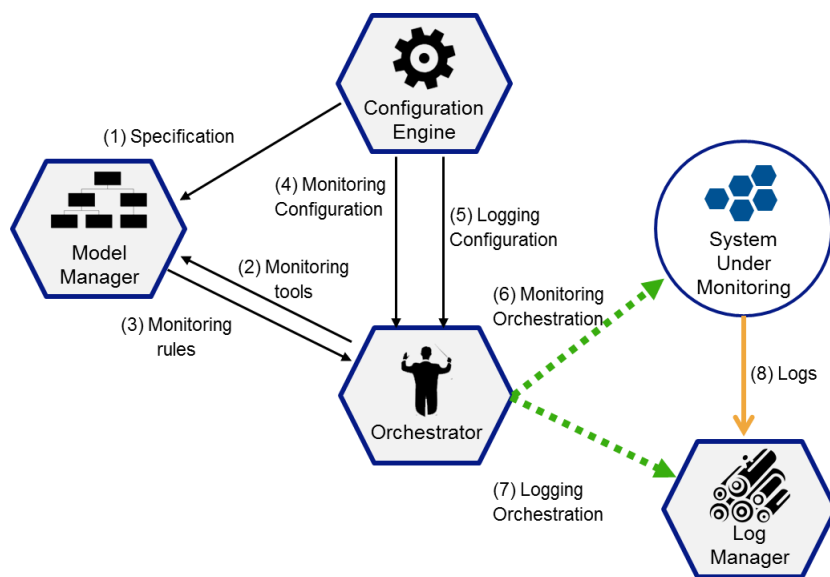 Configuration
Engine
(1) Specification
(4) Monitoring
Configuration
(5) Logging
Configuration
Model
Manager
(2) Monitoring
tools
(3) Monitoring
rules
System
Under
Monitoring
(6) Monitoring
Orchestration
(8) Logs
Orchestrator
(7) Logging
Orchestration
Log
Manager